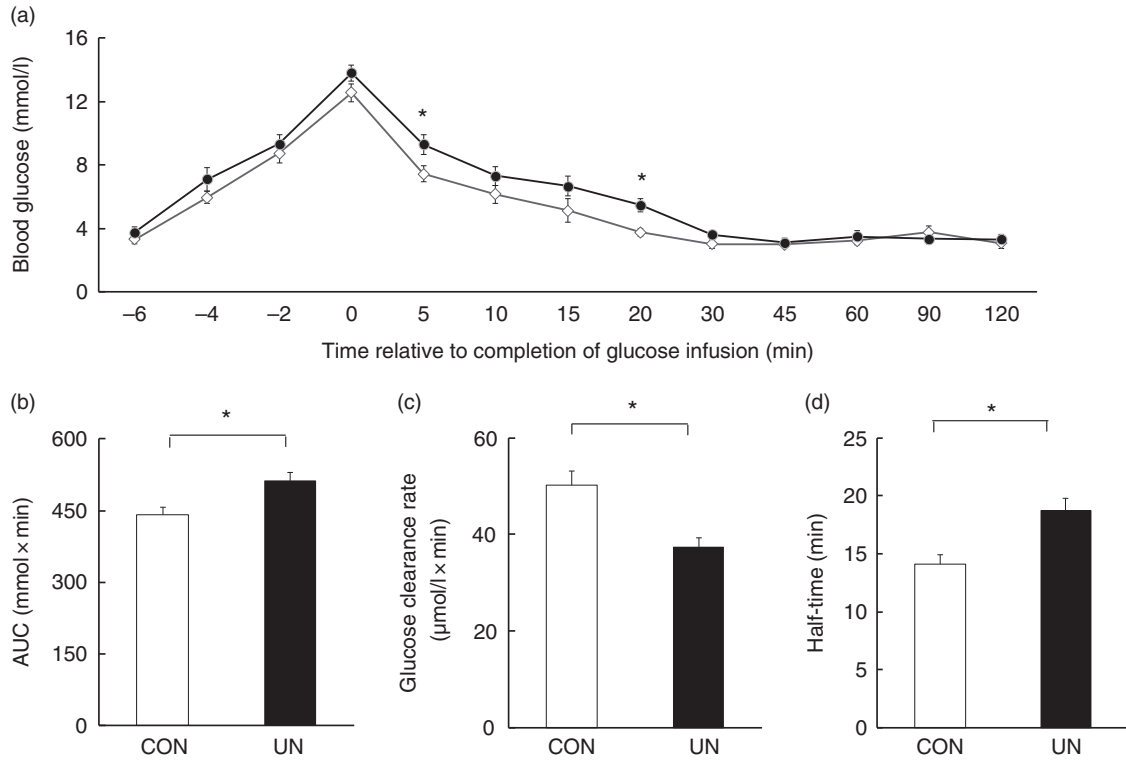 (a)
16
12
8
4
0
Blood glucose (mmol/l)
*
*
–6 –4 –2 0 5 10 15 20 30 45 60 90 120
Time relative to completion of glucose infusion (min)
(b)
600
450
300
150
0
AUC (mmol × min)
*
CON UN
(c)
60
40
20
0
Glucose clearance rate
(µmol/l × min)
*
CON UN
(d)
25
20
15
10
5
0
Half-time (min)
*
CON UN